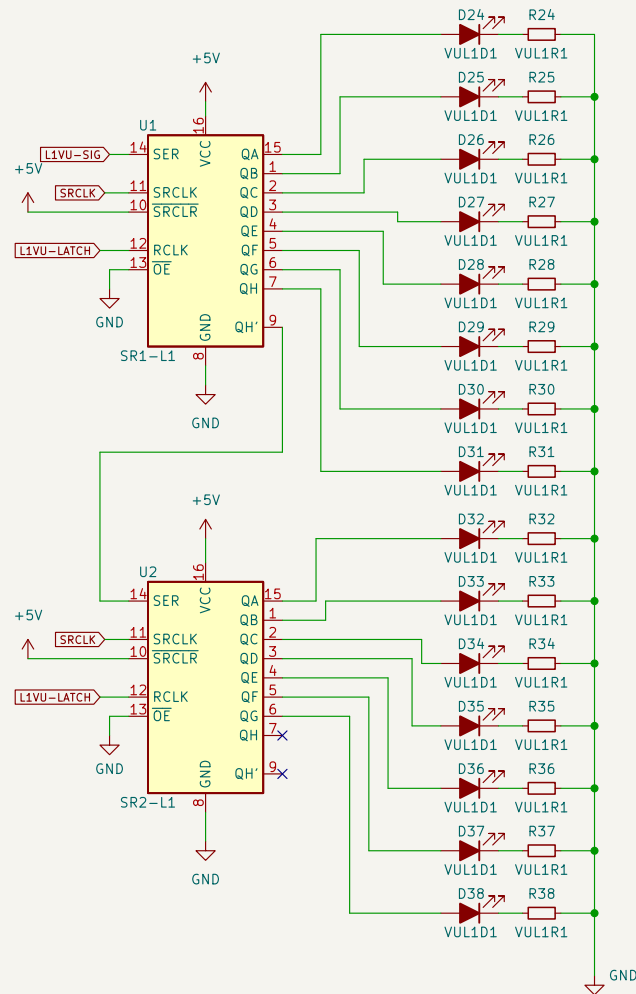 +5V
U1
16
VCC
L1VU-SIG
14
SER
+5V
SRCLK
11
SRCLK
10
SRCLR
L1VU-LATCH
12
RCLK
13
OE
GND
QA
15
QB
1
QC
2
QD
3
QE
4
QF
5
QG
6
QH
7
QH'
9
GND
8
SR1-L1
GND
+5V
U2
16
VCC
14
SER
+5V
SRCLK
11
SRCLK
10
SRCLR
L1VU-LATCH
12
RCLK
13
OE
GND
QA
15
QB
1
QC
2
QD
3
QE
4
QF
5
QG
6
QH
7
QH'
9
GND
8
SR2-L1
GND
D24 R24
VUL1D1 VUL1R1
D25 R25
VUL1D1 VUL1R1
D26 R26
VUL1D1 VUL1R1
D27 R27
VUL1D1 VUL1R1
D28 R28
VUL1D1 VUL1R1
D29 R29
VUL1D1 VUL1R1
D30 R30
VUL1D1 VUL1R1
D31 R31
VUL1D1 VUL1R1
D32 R32
VUL1D1 VUL1R1
D33 R33
VUL1D1 VUL1R1
D34 R34
VUL1D1 VUL1R1
D35 R35
VUL1D1 VUL1R1
D36 R36
VUL1D1 VUL1R1
D37 R37
VUL1D1 VUL1R1
D38 R38
VUL1D1 VUL1R1
GND